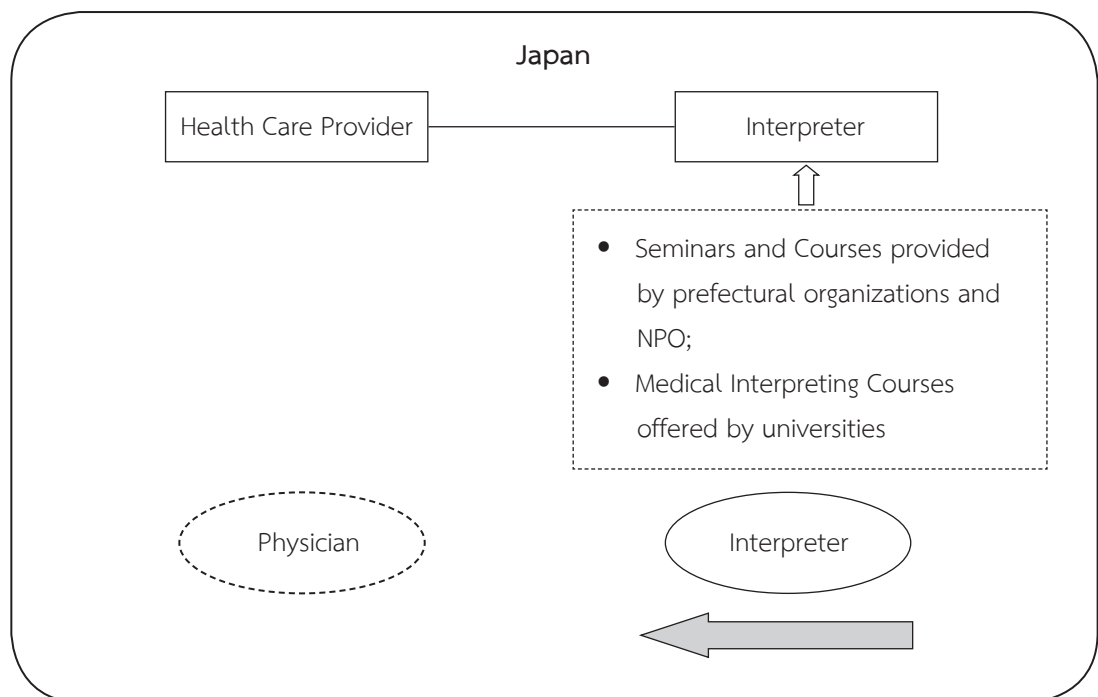 Japan
Health Care Provider
Interpreter
• Seminars and Courses provided
by prefectural organizations and
NPO;
• Medical Interpreting Courses
offered by universities
Physician
Interpreter